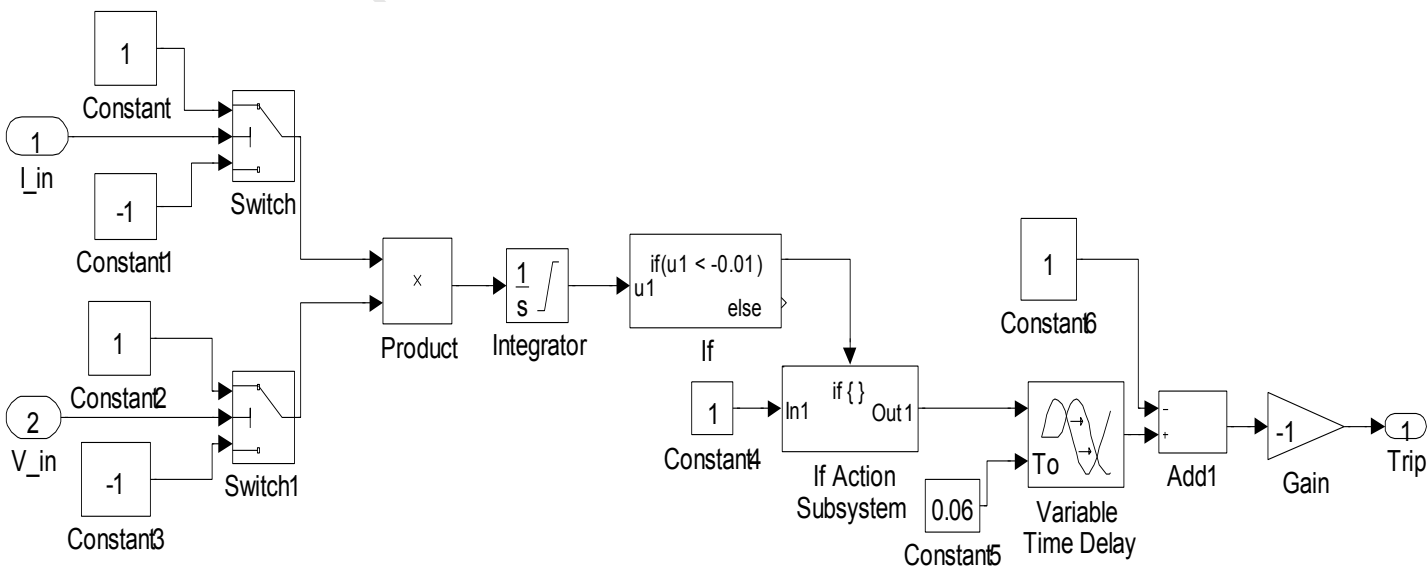 1
Constant
1
I_in
-1
Constant1
Switch
1
Constant2
2
V_in
-1
Constant3
Switch1
x
Product
1
s
Integrator
u1
if(u1 < -0.01)
else
If
1
Constant4
In1
if { }
Out1
If Action
Subsystem
0.06
Constant5
To
Variable
Time Delay
1
Constant6
-
+
Add1
-1
Gain
1
Trip